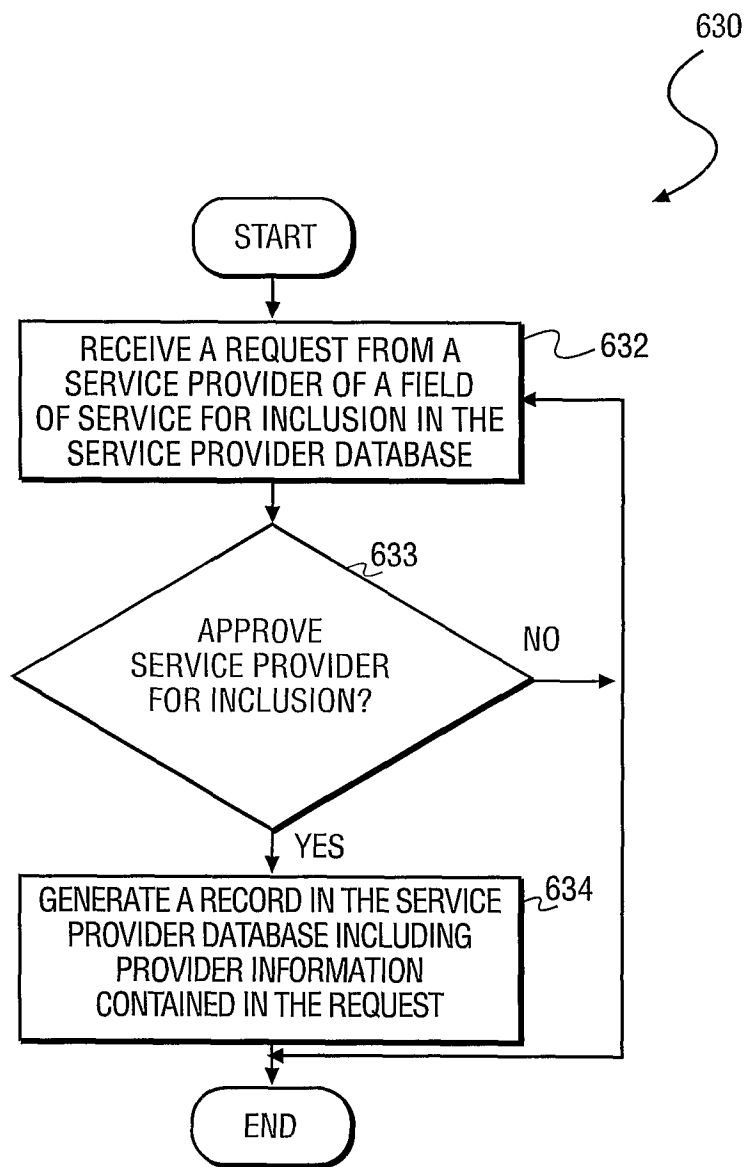 630
START
RECEIVE A REQUEST FROM A
SERVICE PROVIDER OF A FIELD
OF SERVICE FOR INCLUSION IN THE
SERVICE PROVIDER DATABASE
632
633
APPROVE
SERVICE PROVIDER
FOR INCLUSION?
NO
YES
GENERATE A RECORD IN THE SERVICE
PROVIDER DATABASE INCLUDING
PROVIDER INFORMATION
CONTAINED IN THE REQUEST
634
END